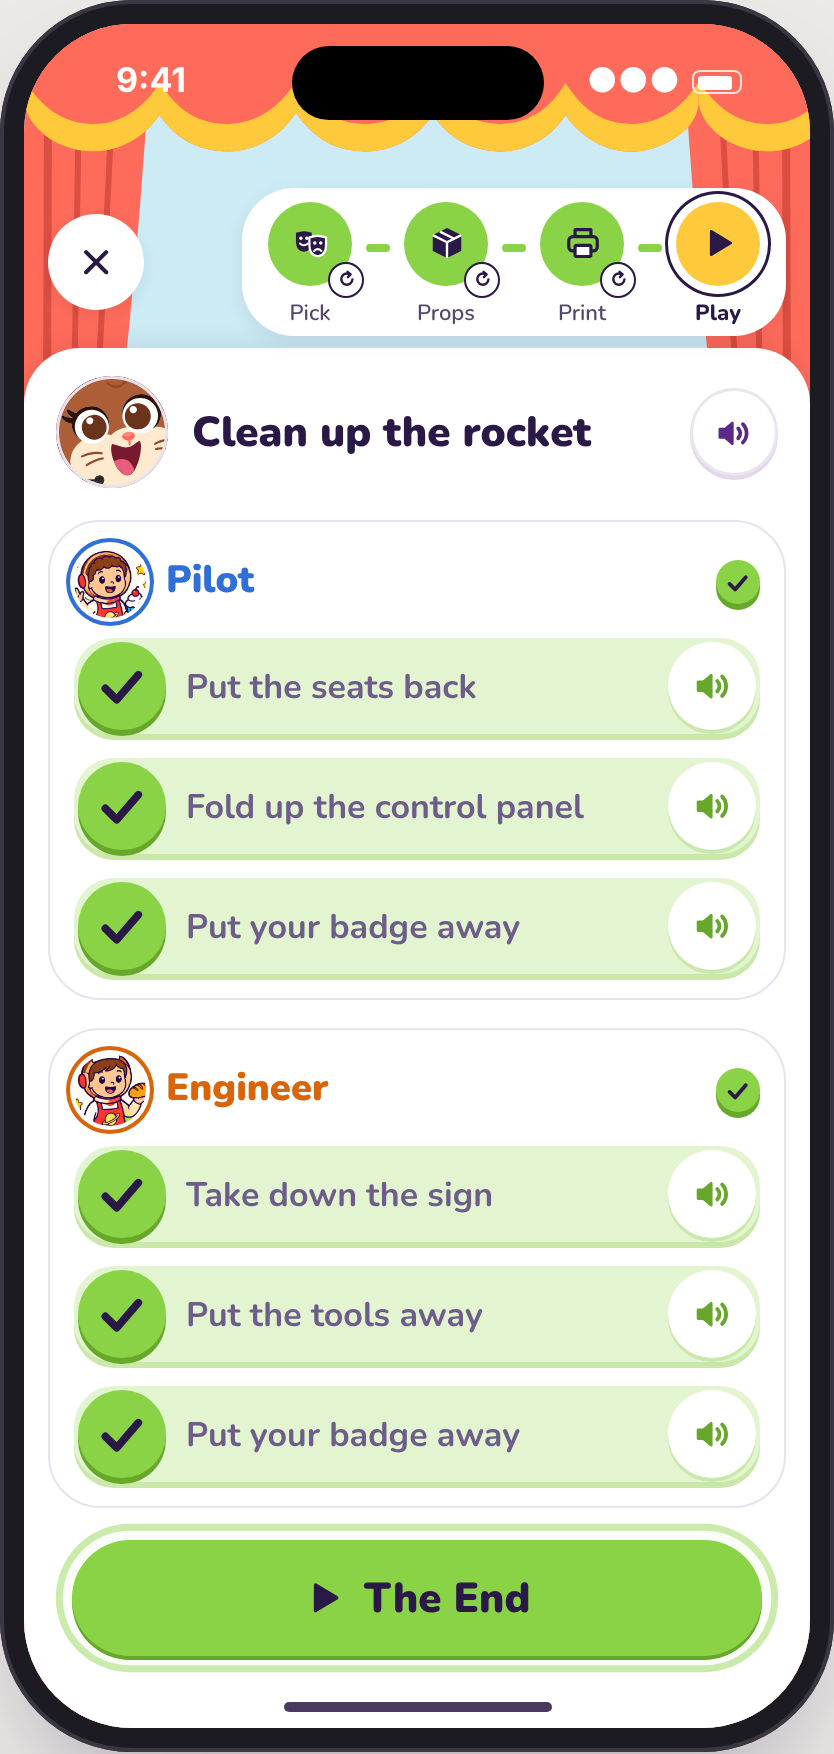 9:41
Pick
Props
Print
Play
Clean up the rocket
Pilot
Put the seats back
Fold up the control panel
Put your badge away
Engineer
Take down the sign
Put the tools away
Put your badge away
The End